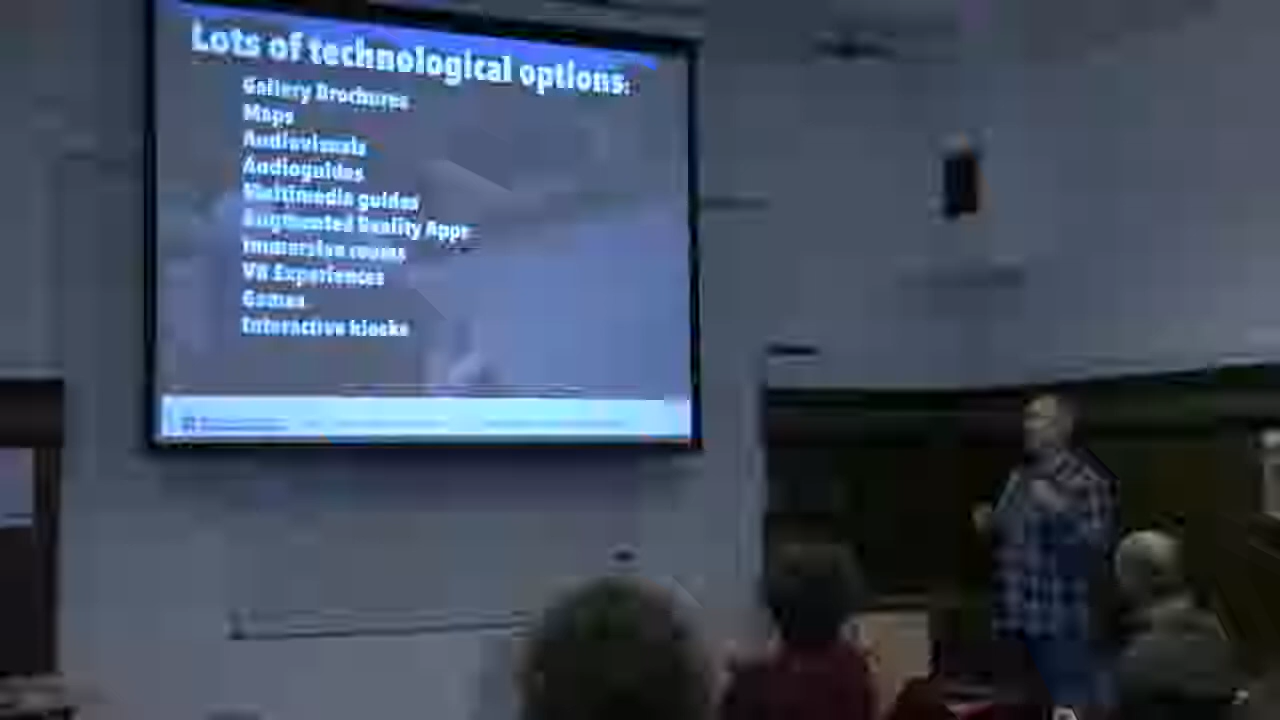 Lots of technological options:
Gallery Brochures
Maps
Audiovisuals
Audioguides
Multimedia guides
Augmented Reality Apps
Immersive rooms
VR Experiences
Games
Interactive kiosks